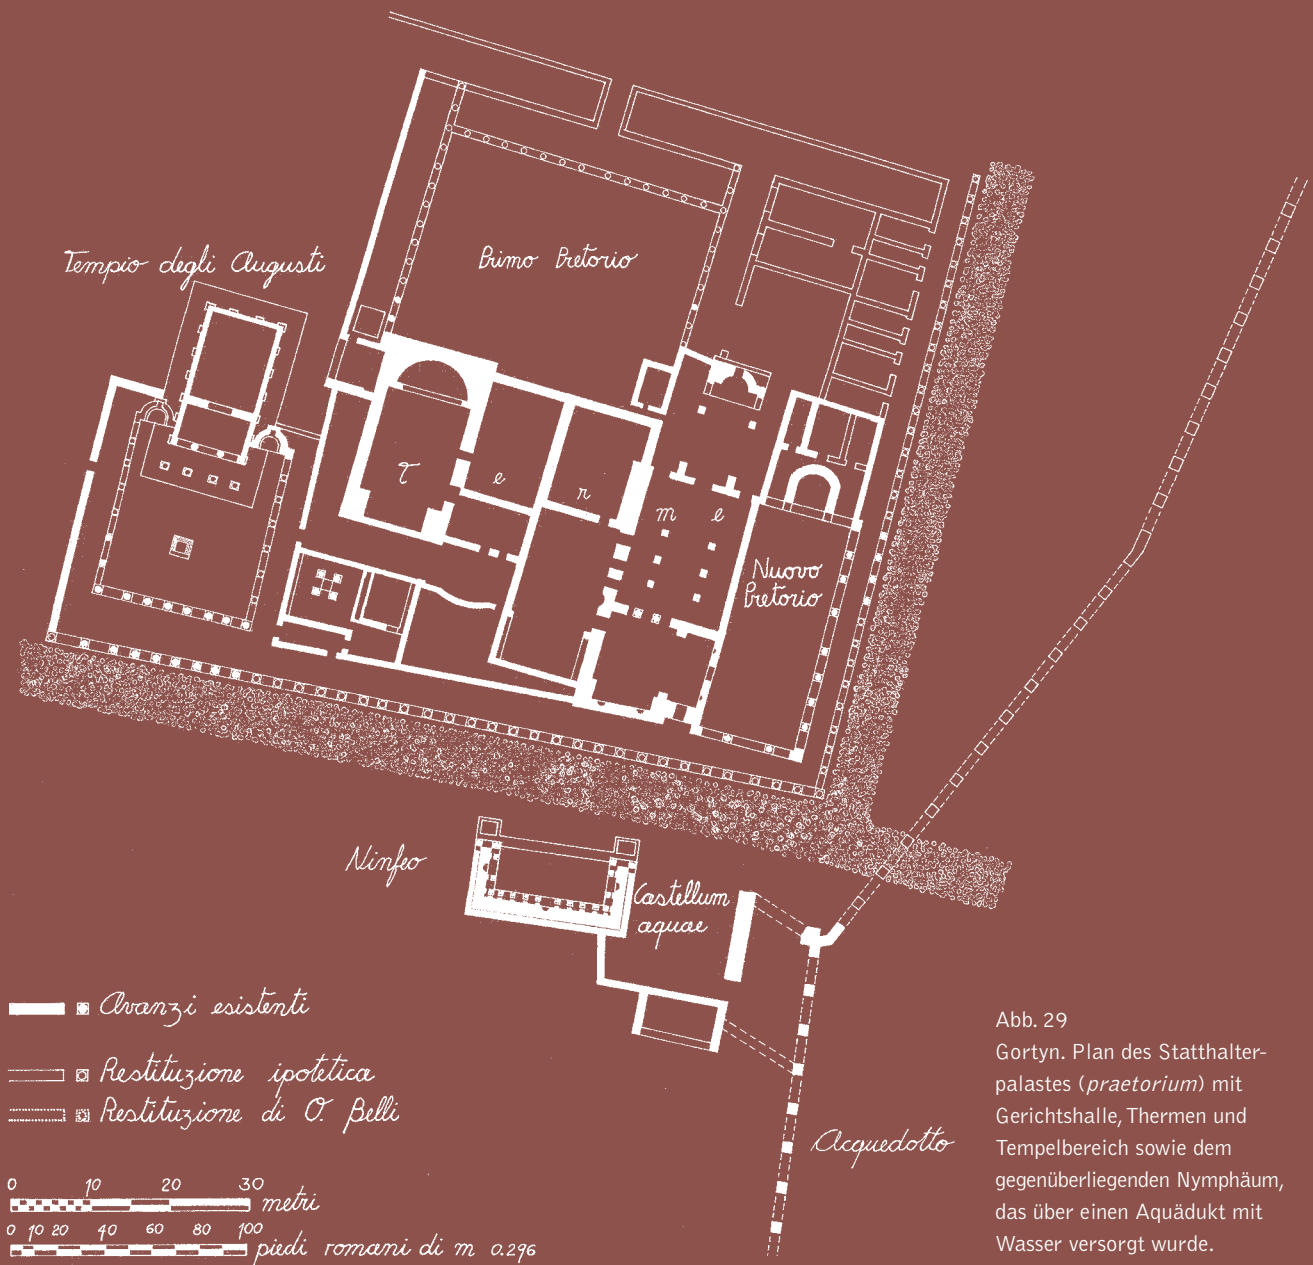 Tempio degli Augusti
Primo Pretorio
T e r m e
Nuovo
Pretorio
Ninfeo
Castellum
aquae
Avanzi esistenti
Restituzione ipotetica
Restituzione di O. Belli
0 10 20 30 metri
0 10 20 40 60 80 100
piedi romani di m 0.296
Acquedotto
Abb. 29
Gortyn. Plan des Statthalter-
palastes (praetorium) mit
Gerichtshalle, Thermen und
Tempelbereich sowie dem
gegenüberliegenden Nymphäum,
das über einen Aquädukt mit
Wasser versorgt wurde.